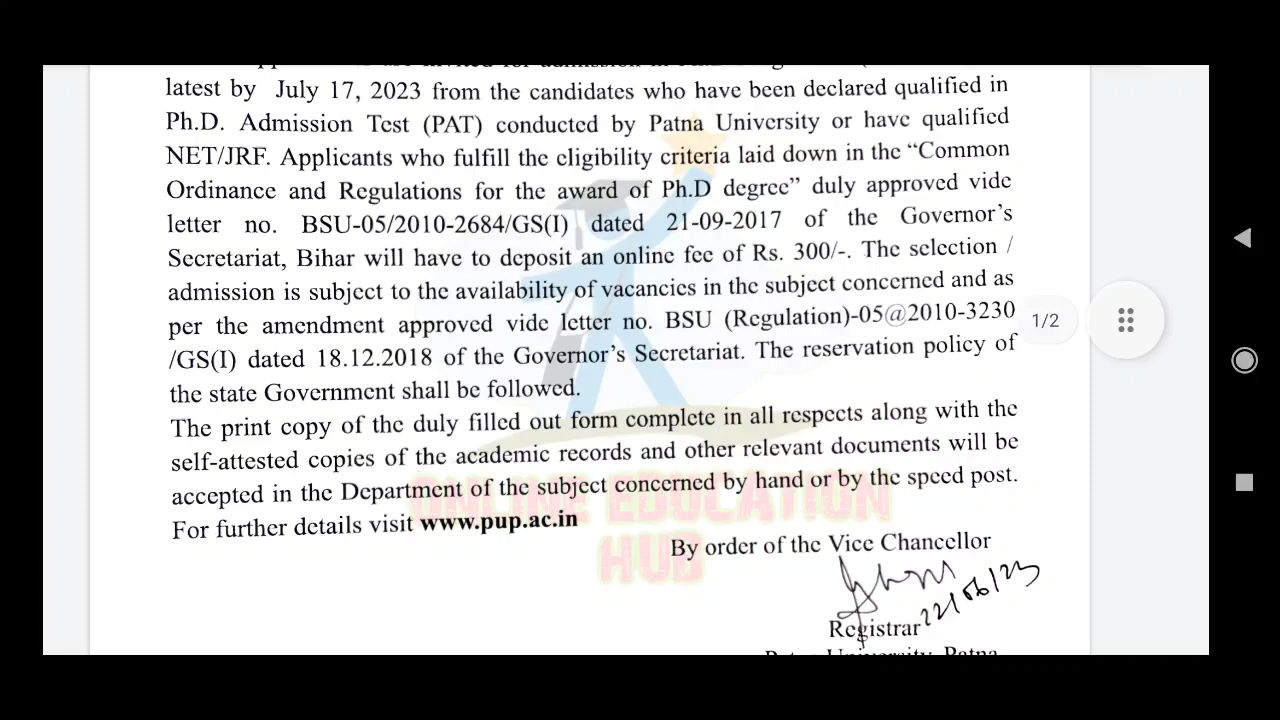 latest by July 17, 2023 from the candidates who have been declared qualified in
Ph.D. Admission Test (PAT) conducted by Patna University or have qualified
NET/JRF. Applicants who fulfill the eligibility criteria laid down in the “Common
Ordinance and Regulations for the award of Ph.D degree” duly approved vide
letter no. BSU-05/2010-2684/GS(I) dated 21-09-2017 of the Governor’s
Secretariat, Bihar will have to deposit an online fee of Rs. 300/-. The selection /
admission is subject to the availability of vacancies in the subject concerned and as
per the amendment approved vide letter no. BSU (Regulation)-05@2010-3230
/GS(I) dated 18.12.2018 of the Governor’s Secretariat. The reservation policy of
the state Government shall be followed.
The print copy of the duly filled out form complete in all respects along with the
self-attested copies of the academic records and other relevant documents will be
accepted in the Department of the subject concerned by hand or by the speed post.
For further details visit www.pup.ac.in
ONLINE EDUCATION
HUB
By order of the Vice Chancellor
22/06/23
Registrar
Patna University, Patna
1/2